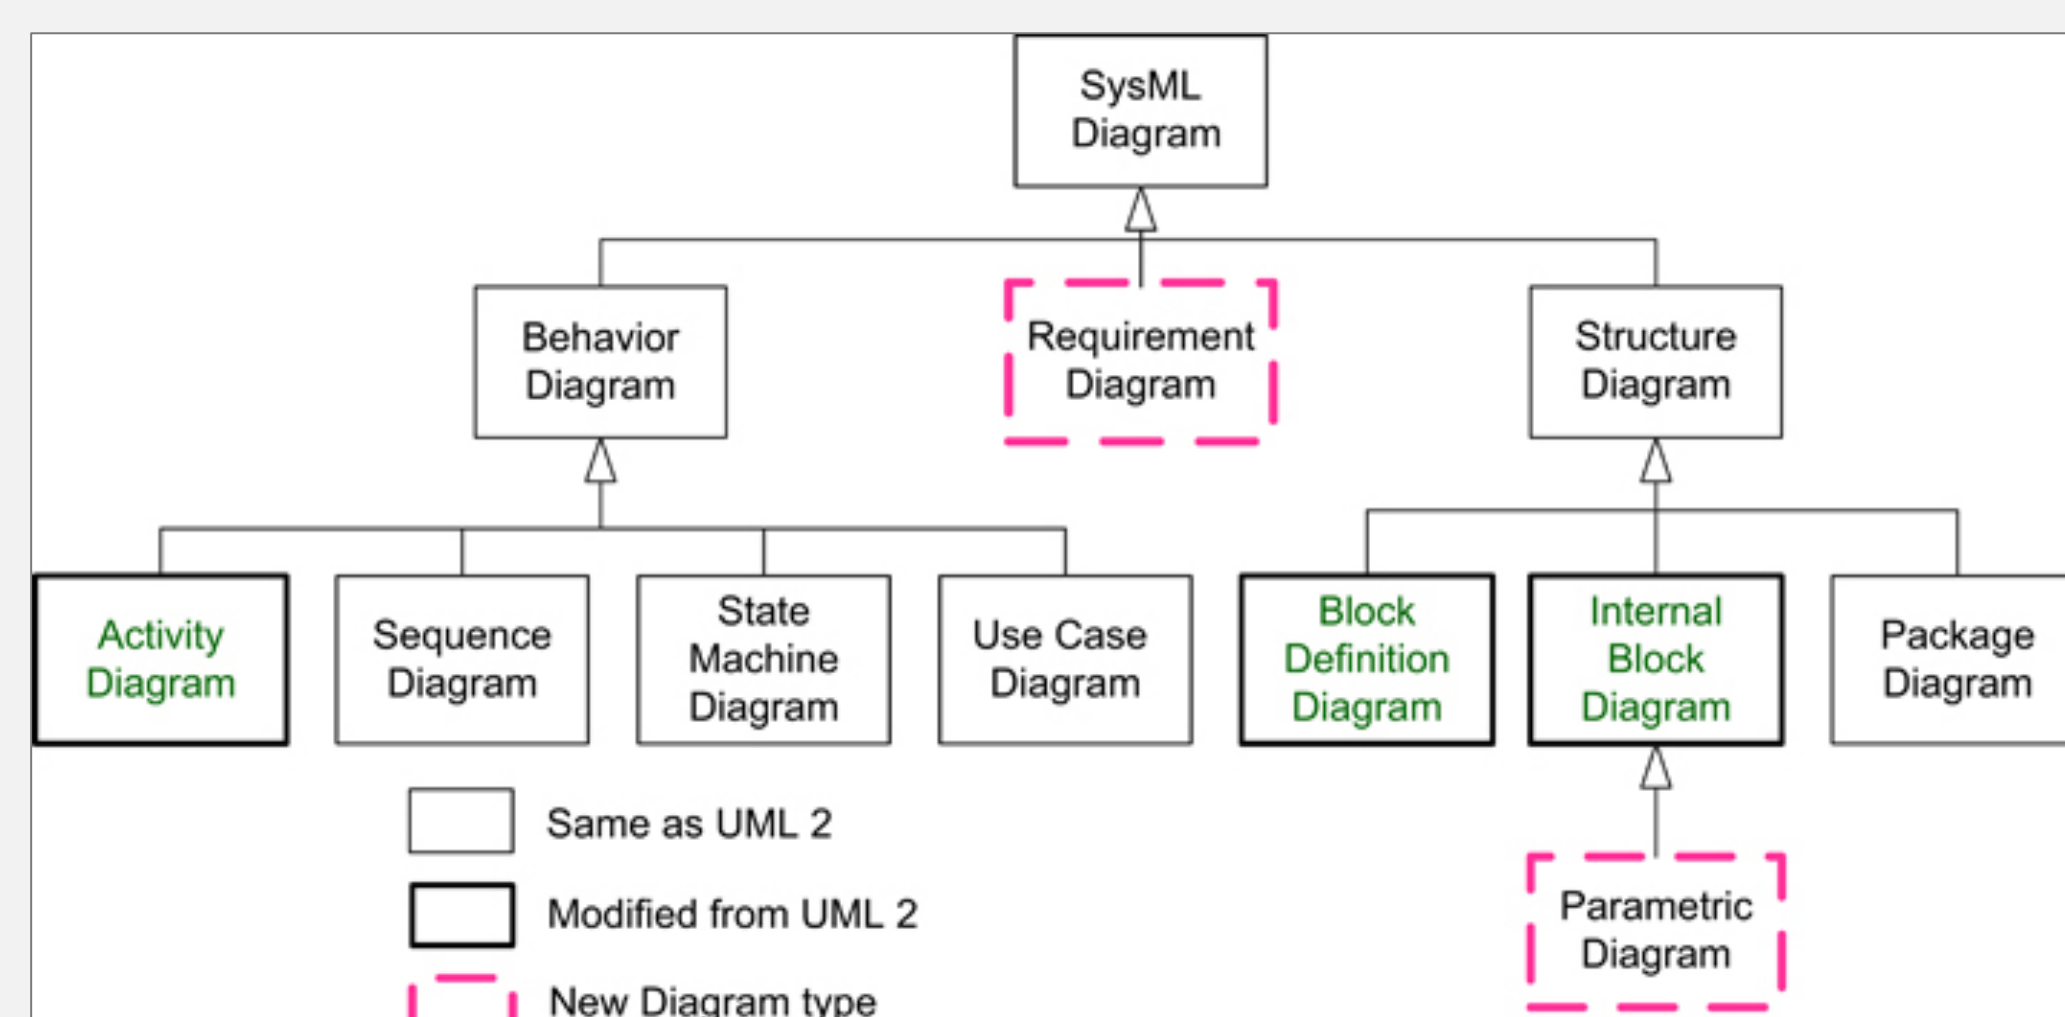 SysML
Diagram
Behavior
Diagram
Requirement
Diagram
Structure
Diagram
Activity
Diagram
Sequence
Diagram
State
Machine
Diagram
Use Case
Diagram
Block
Definition
Diagram
Internal
Block
Diagram
Package
Diagram
Same as UML 2
Modified from UML 2
New Diagram type
Parametric
Diagram